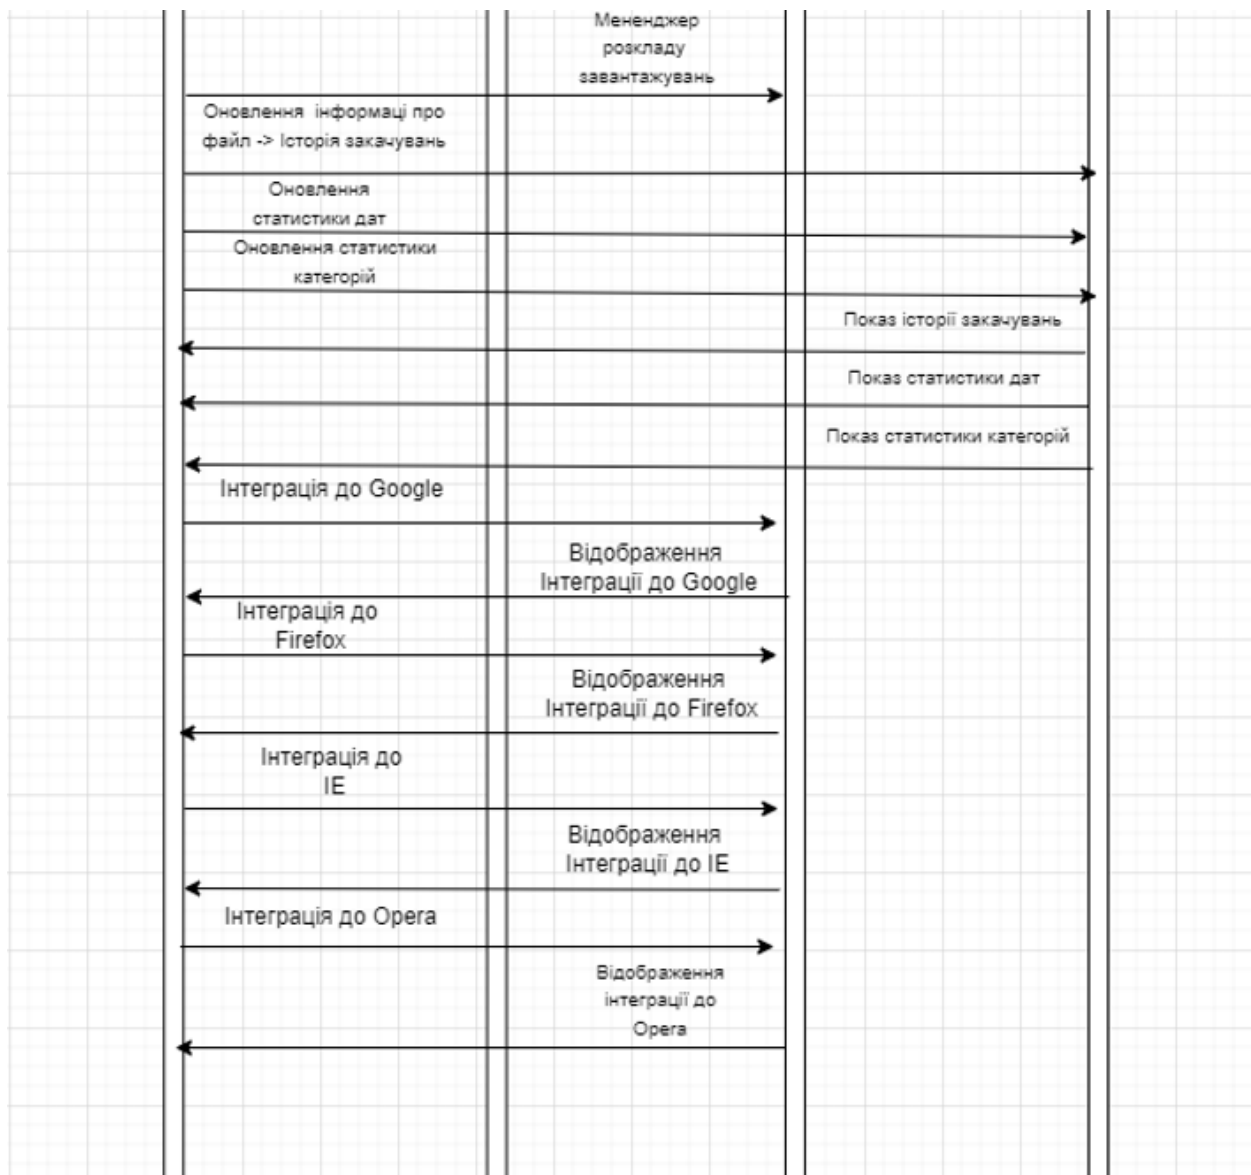 Мененджер
розкладу
завантажувань
Оновлення інформаці про
файл -> Історія закачувань
Оновлення
статистики дат
Оновлення статистики
категорій
Показ історії закачувань
Показ статистики дат
Показ статистики категорій
Інтеграція до Google
Відображення
Інтеграції до Google
Інтеграція до
Firefox
Відображення
Інтеграції до Firefox
Інтеграція до
IE
Відображення
Інтеграції до IE
Інтеграція до Opera
Відображення
інтеграції до
Opera